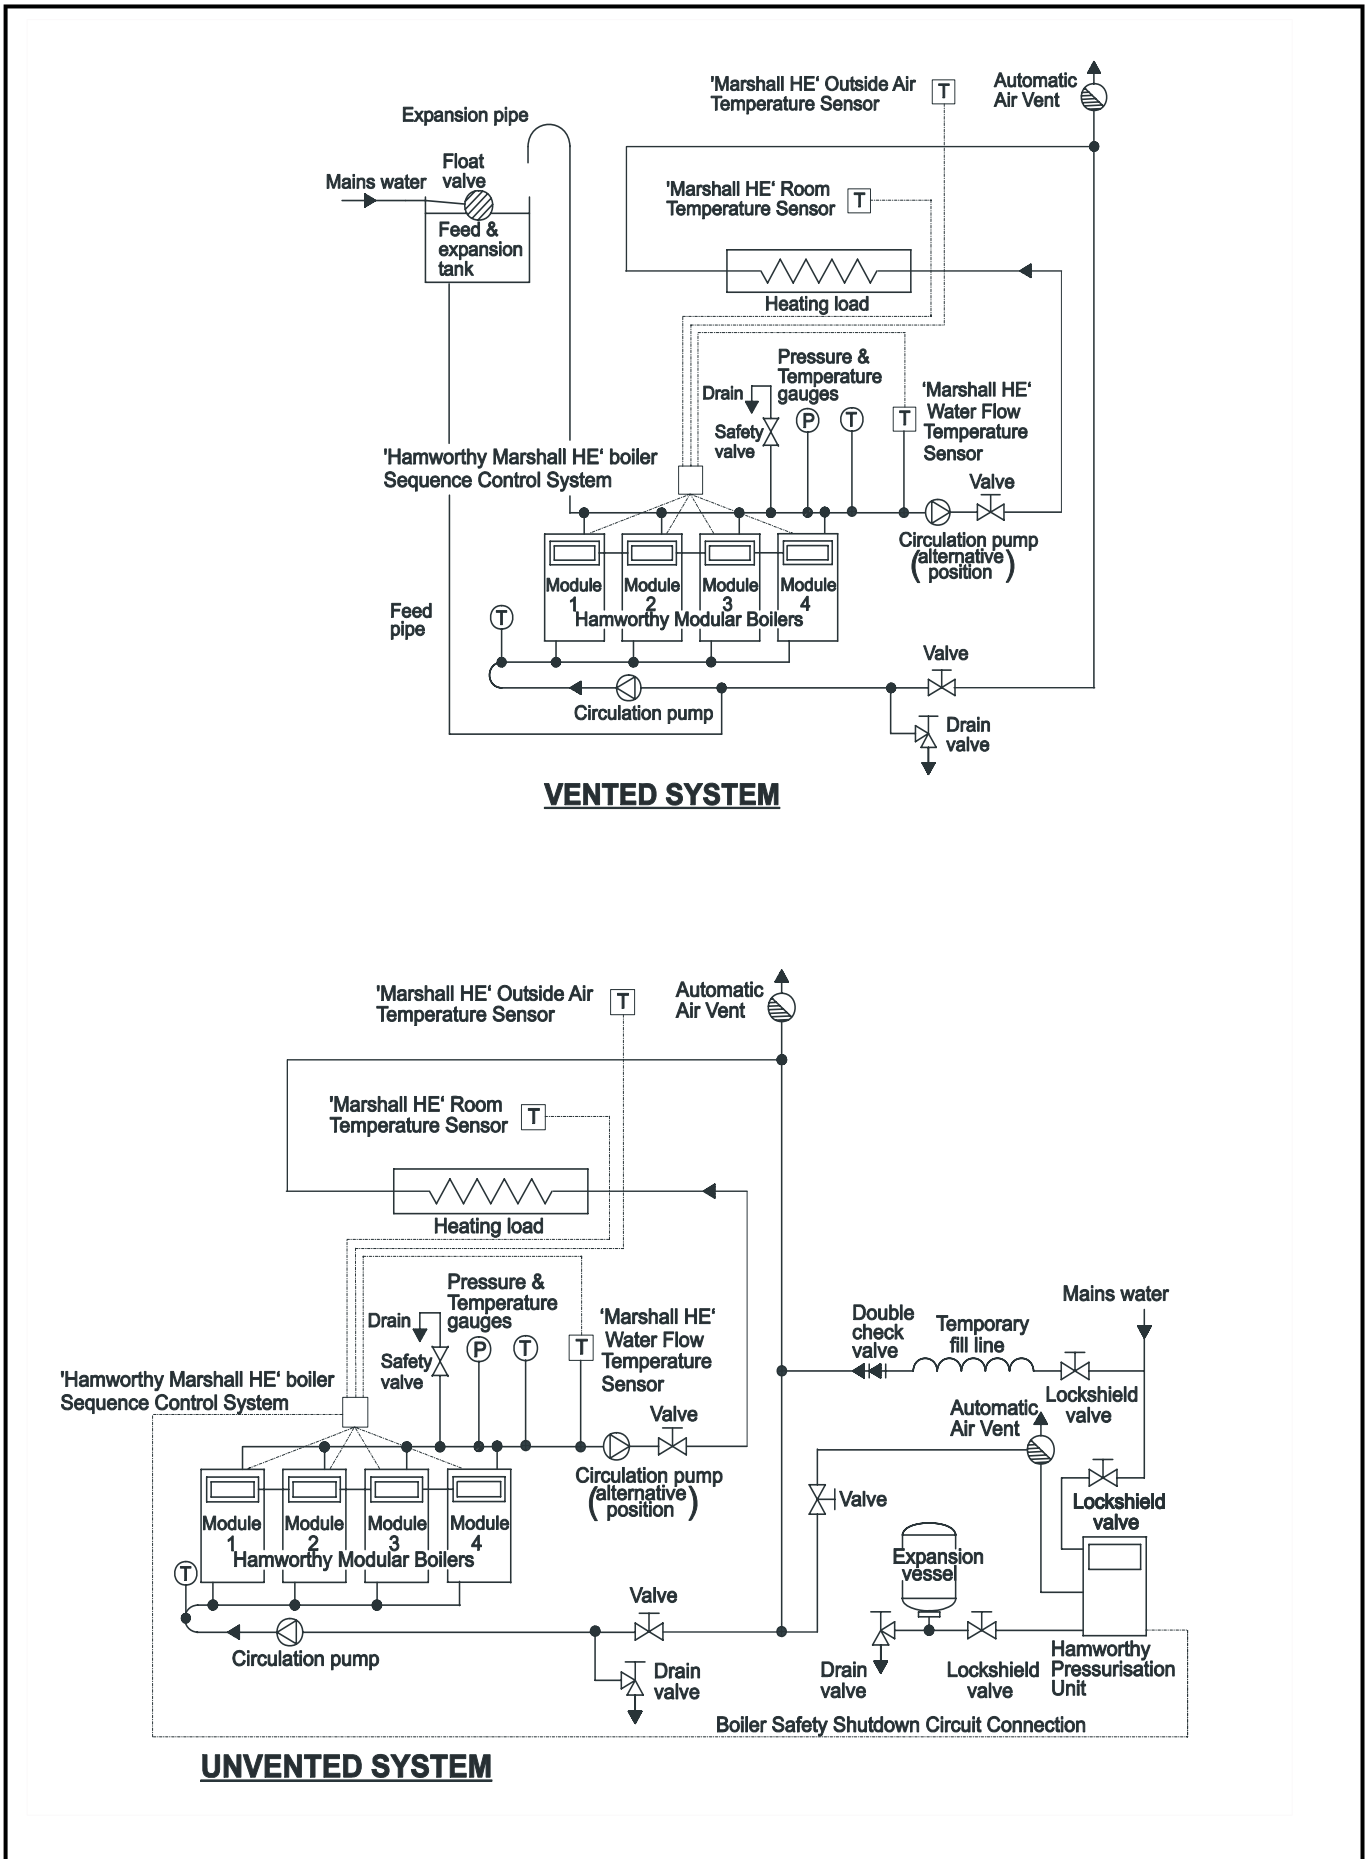 'Marshall HE‘ Outside Air
Temperature Sensor
T
Automatic
Air Vent
Expansion pipe
Float
valve
Mains water
Feed &
expansion
tank
'Marshall HE‘ Room
Temperature Sensor
T
Heating load
Pressure &
Temperature
gauges
Drain
Safety
valve
P
T
T
‘Marshall HE‘
Water Flow
Temperature
Sensor
Valve
'Hamworthy Marshall HE‘ boiler
Sequence Control System
Circulation pump
(alternative)
position
Module
1
Module
2
Module
3
Module
4
Hamworthy Modular Boilers
Feed
pipe
T
Valve
Circulation pump
Drain
valve
VENTED SYSTEM
'Marshall HE‘ Outside Air
Temperature Sensor
T
Automatic
Air Vent
'Marshall HE‘ Room
Temperature Sensor
T
Heating load
Pressure &
Temperature
gauges
Drain
Safety
valve
P
T
T
‘Marshall HE‘
Water Flow
Temperature
Sensor
Valve
'Hamworthy Marshall HE‘ boiler
Sequence Control System
Circulation pump
(alternative)
position
Module
1
Module
2
Module
3
Module
4
Hamworthy Modular Boilers
T
Circulation pump
Valve
Drain
valve
Mains water
Double
check
valve
Temporary
fill line
Lockshield
valve
Automatic
Air Vent
Valve
Lockshield
valve
Expansion
vessel
Drain
valve
Lockshield
valve
Hamworthy
Pressurisation
Unit
Boiler Safety Shutdown Circuit Connection
UNVENTED SYSTEM